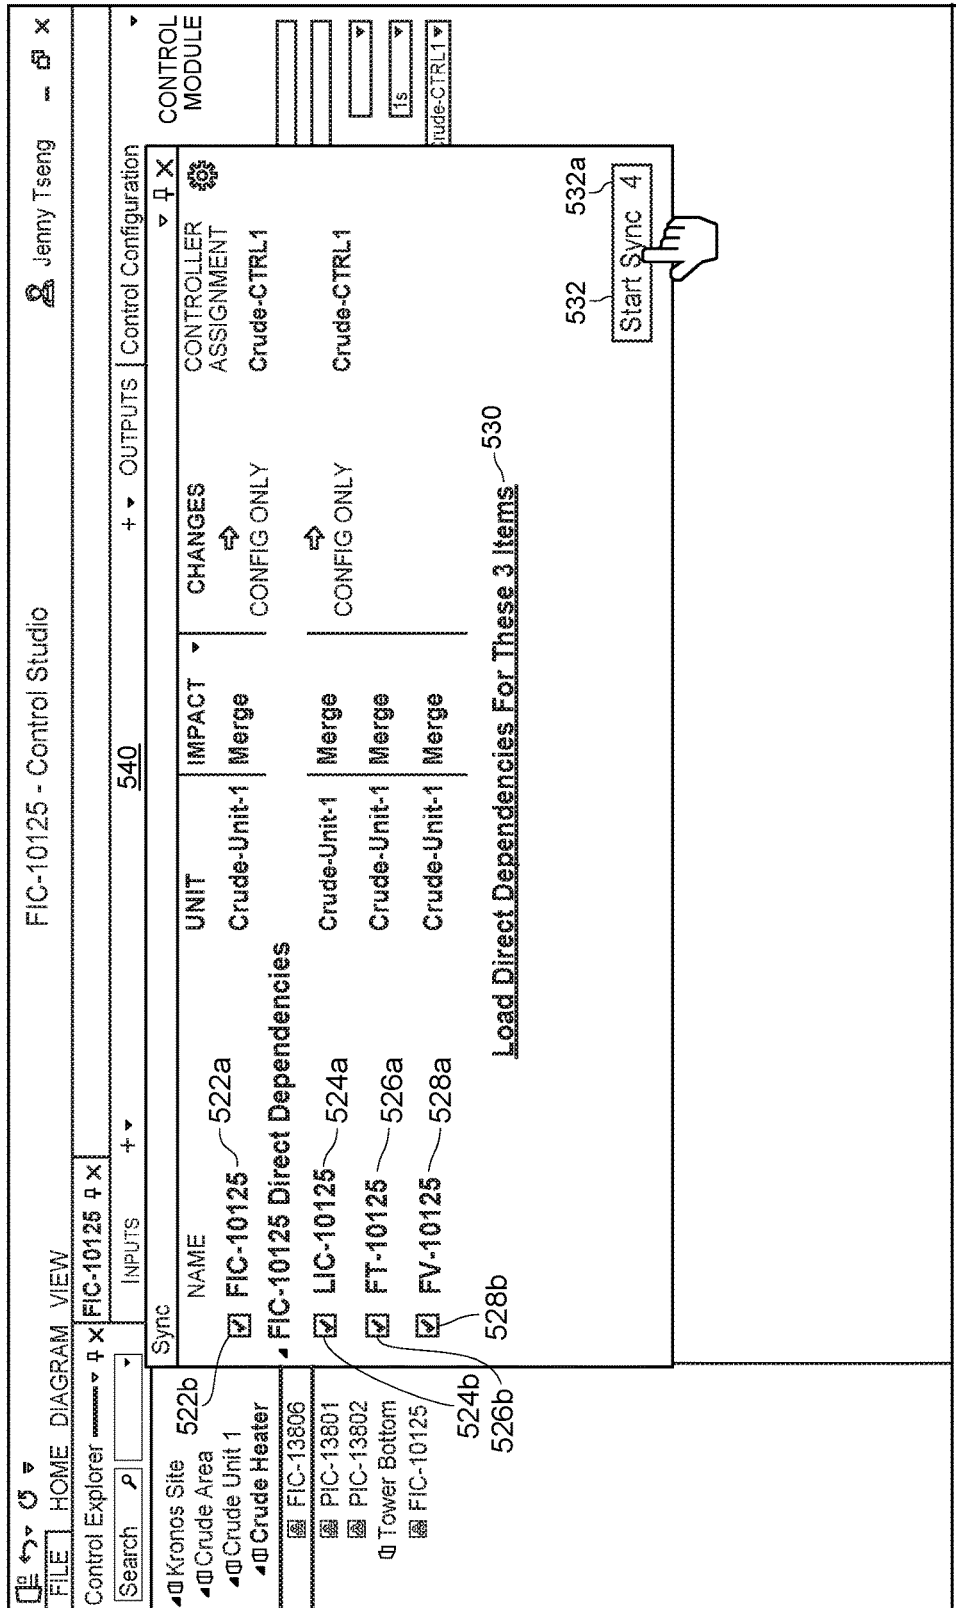 FIC-10125 - Control Studio
Jenny Tseng
FILE HOME DIAGRAM VIEW
Control Explorer
FIC-10125
Search
INPUTS
540
OUTPUTS
Control Configuration
CONTROL
MODULE
1s
Crude-CTRL1
Kronos Site
Crude Area
Crude Unit 1
Crude Heater
FIC-13806
PIC-13801
PIC-13802
Tower Bottom
FIC-10125
Sync
NAME UNIT IMPACT CHANGES CONTROLLER
ASSIGNMENT
522b
FIC-10125 522a Crude-Unit-1 Merge CONFIG ONLY Crude-CTRL1
FIC-10125 Direct Dependencies
LIC-10125 524a Crude-Unit-1 Merge CONFIG ONLY Crude-CTRL1
FT-10125 526a Crude-Unit-1 Merge
FV-10125 528a Crude-Unit-1 Merge
524b
526b
528b
Load Direct Dependencies For These 3 Items 530
532 532a
Start Sync 4